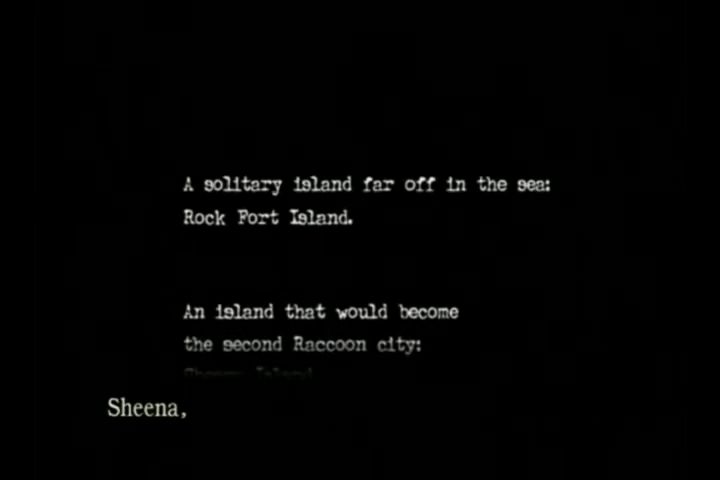 A solitary island far off in the sea:
Rock Fort Island.
An island that would become
the second Raccoon city:
Sheena,